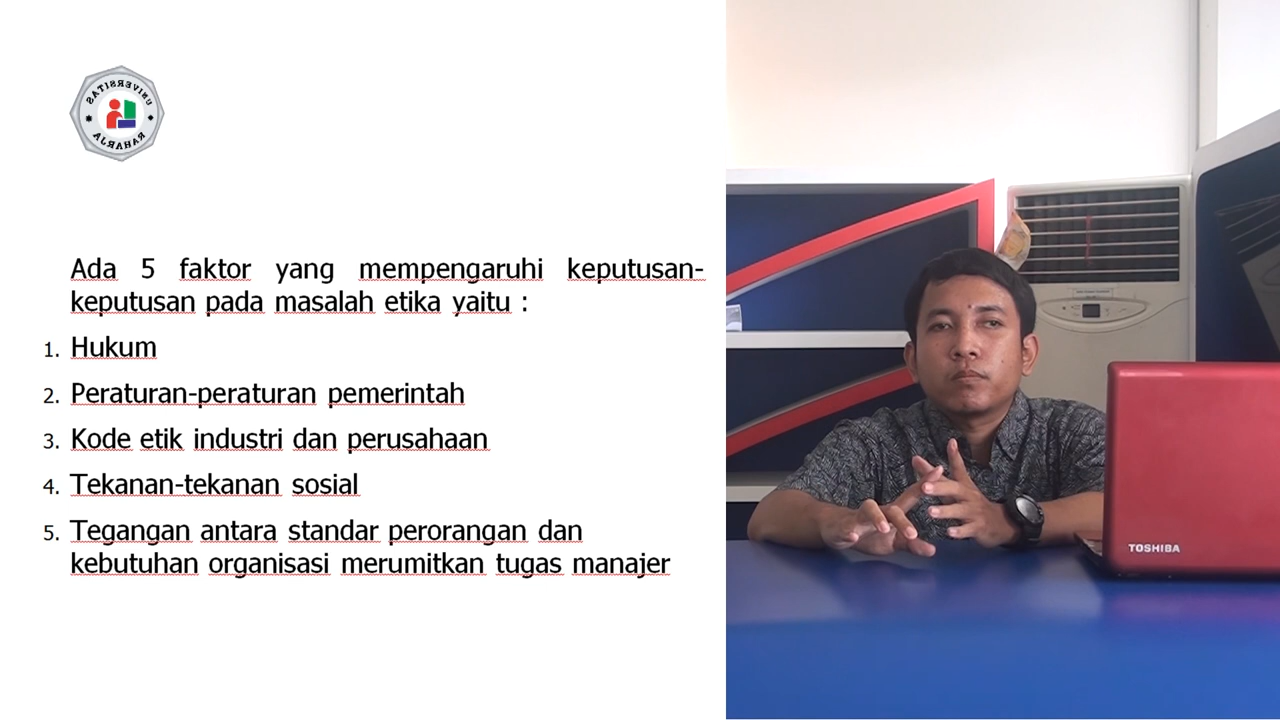 UNIVERSITAS
RAHARJA
Ada 5 faktor yang mempengaruhi keputusan-
keputusan pada masalah etika yaitu :
1. Hukum
2. Peraturan-peraturan pemerintah
3. Kode etik industri dan perusahaan
4. Tekanan-tekanan sosial
5. Tegangan antara standar perorangan dan
kebutuhan organisasi merumitkan tugas manajer
TOSHIBA